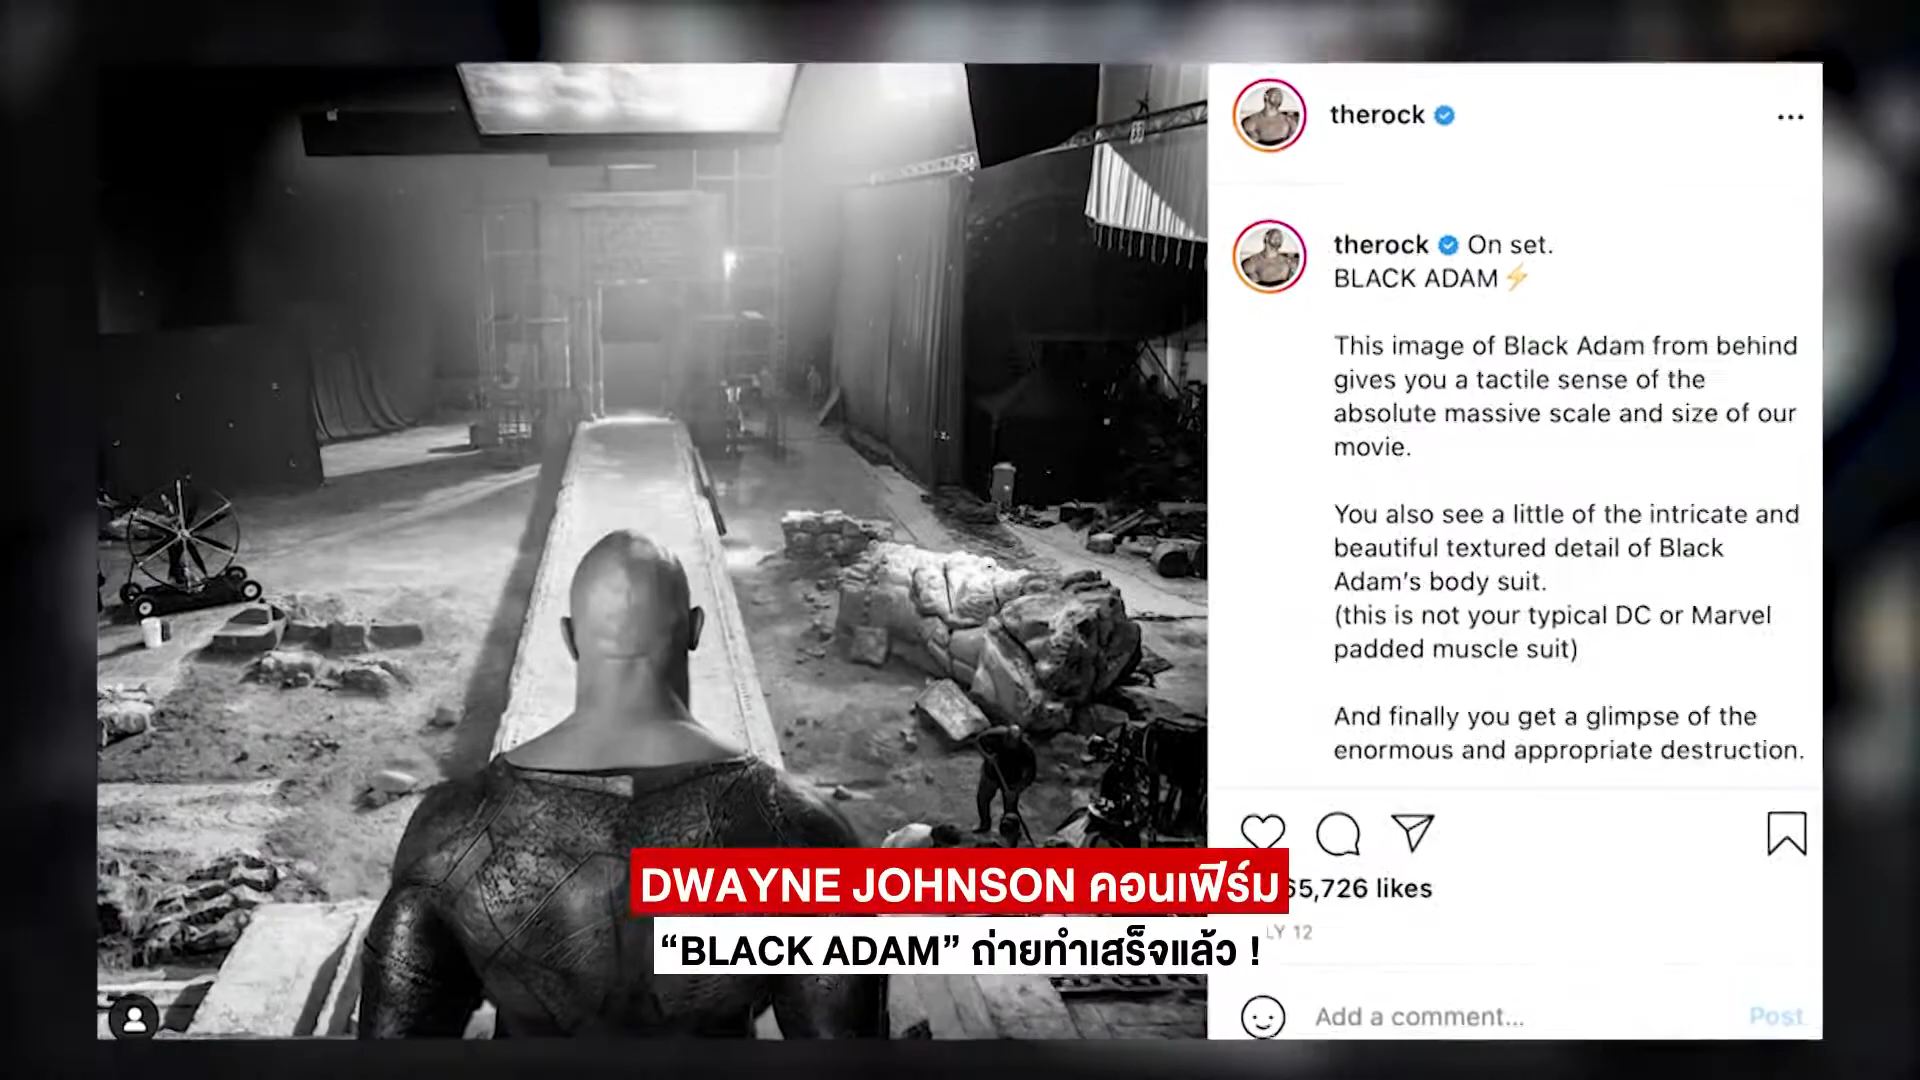 therock
therock On set.
BLACK ADAM⚡
This image of Black Adam from behind
gives you a tactile sense of the
absolute massive scale and size of our
movie.
You also see a little of the intricate and
beautiful textured detail of Black
Adam's body suit.
(this is not your typical DC or Marvel
padded muscle suit)
And finally you get a glimpse of the
enormous and appropriate destruction.
65,726 likes
LY 12
Add a comment... Post
DWAYNE JOHNSON คอนเฟิร์ม
“BLACK ADAM” ถ่ายทำเสร็จแล้ว !